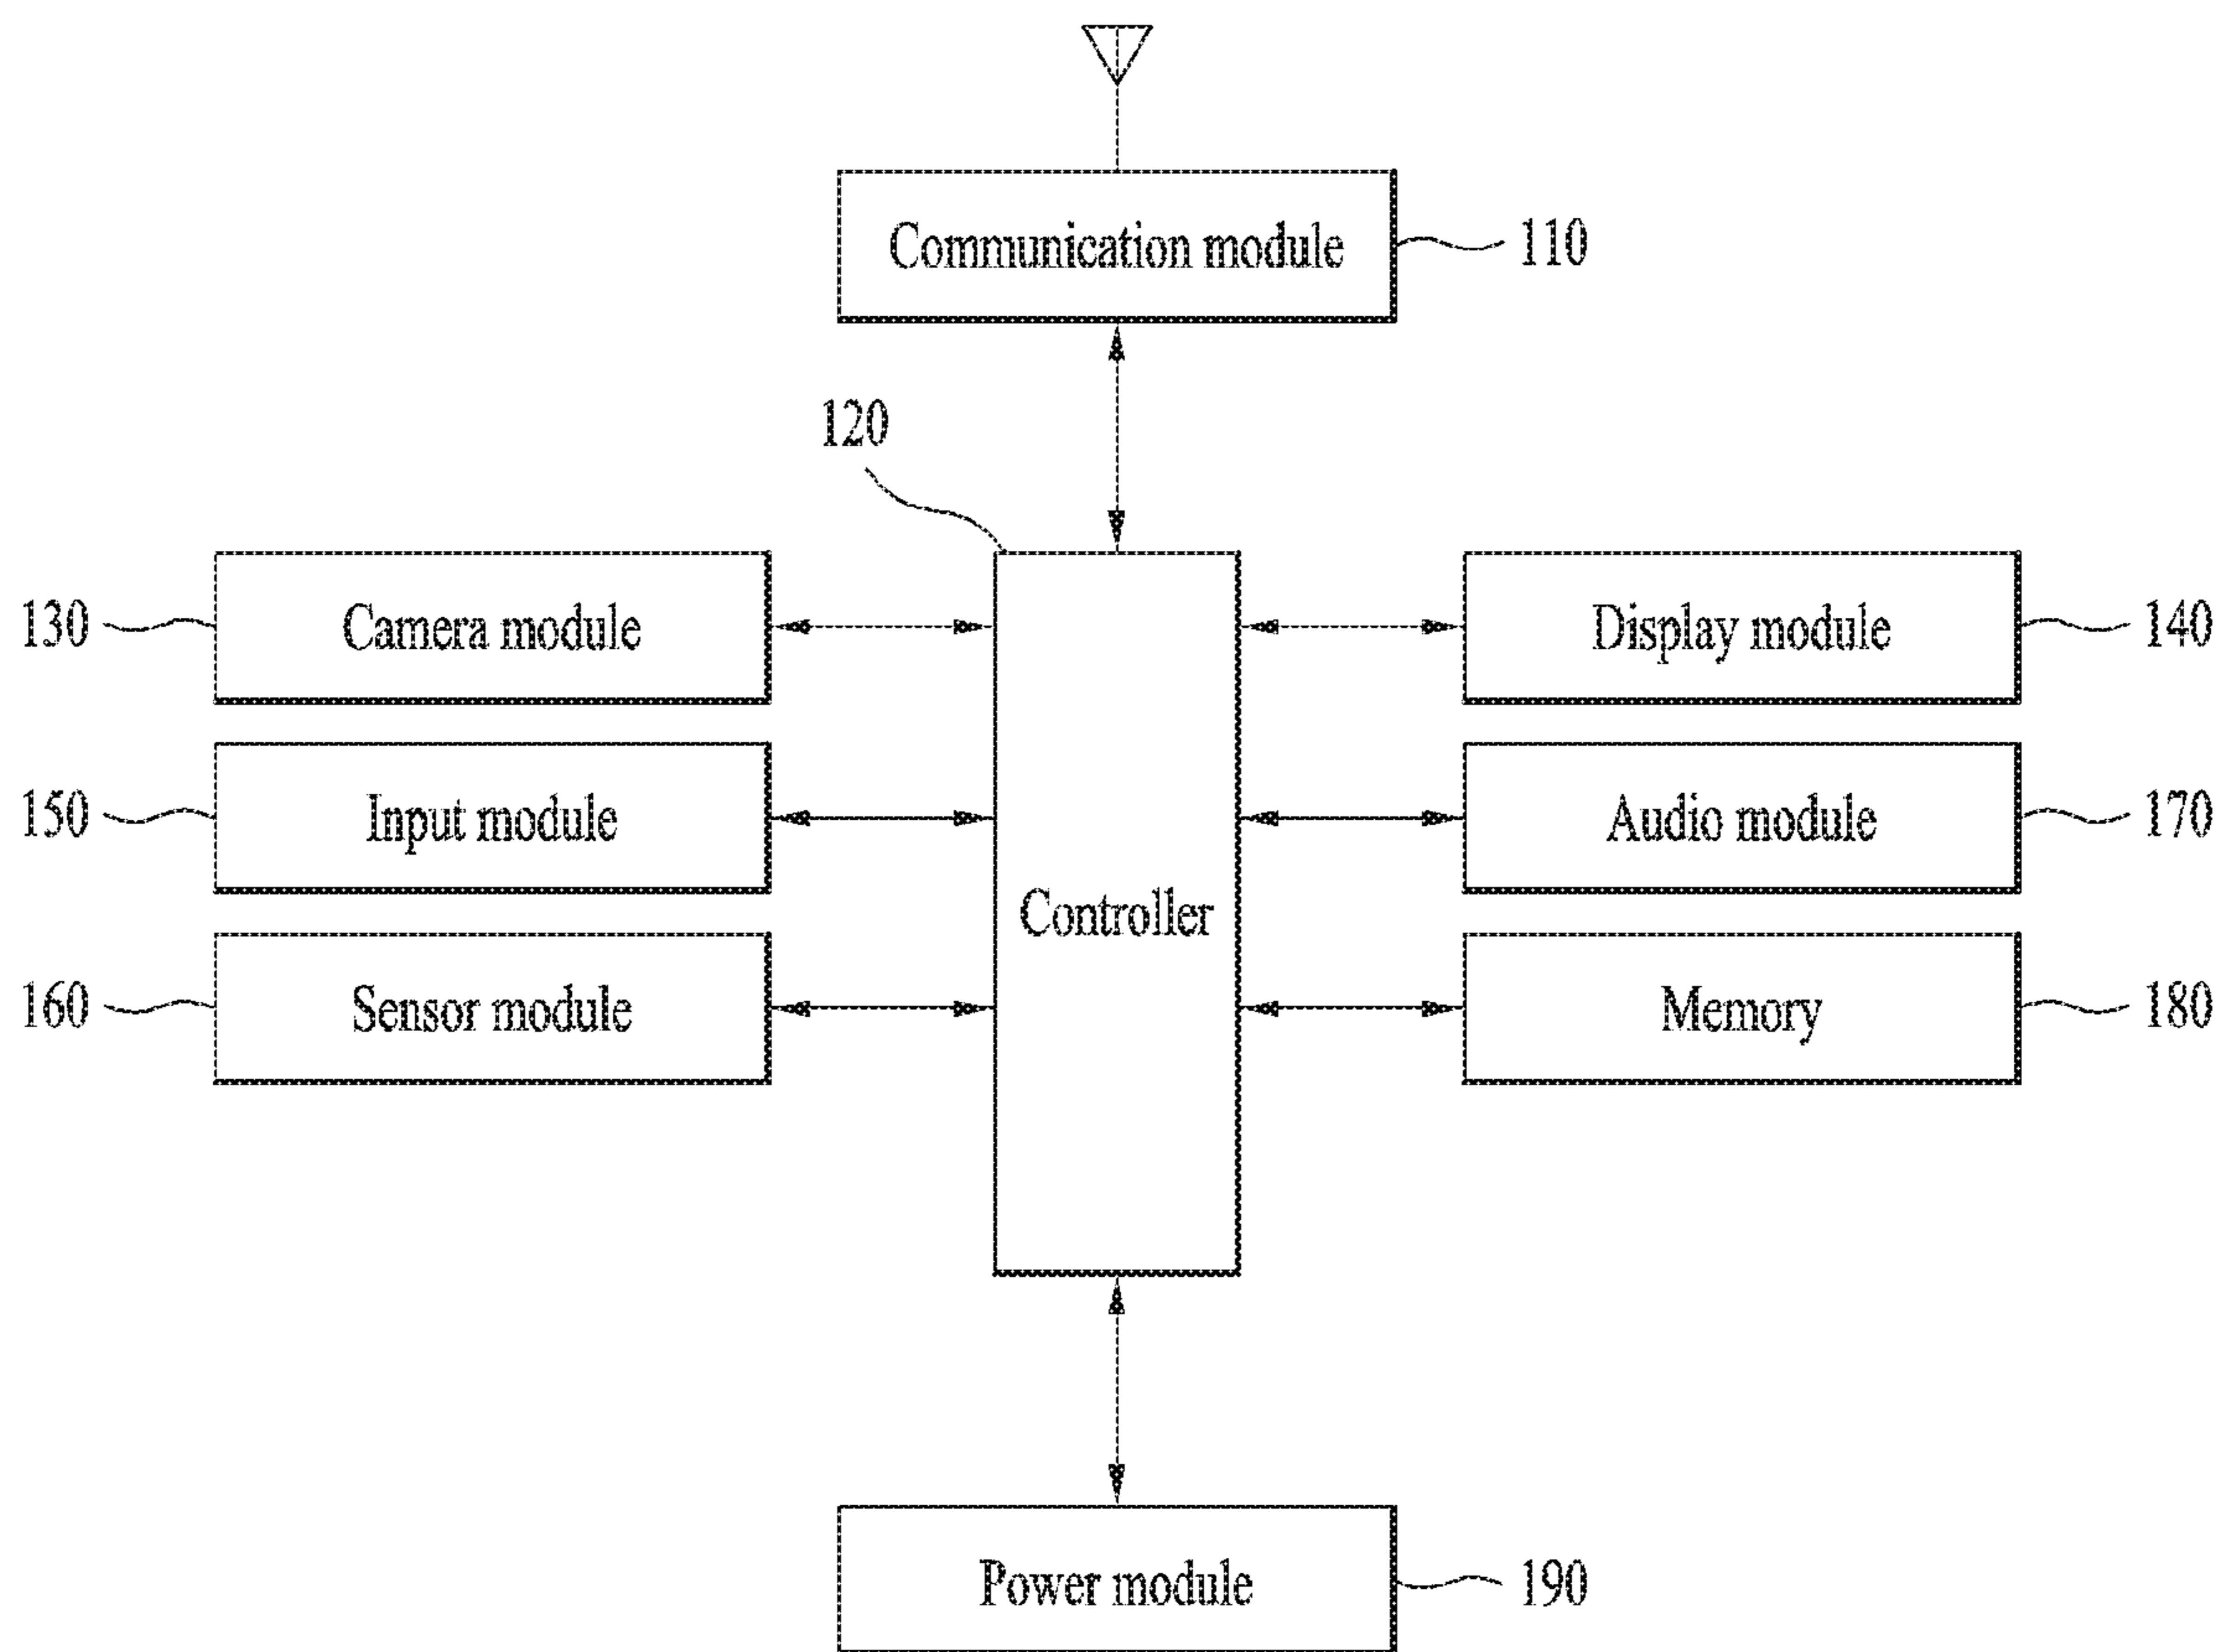 Communication module
110
120
130
Camera module
Display module
140
150
Input module
Audio module
170
Controller
160
Sensor module
Memory
180
Power module
190